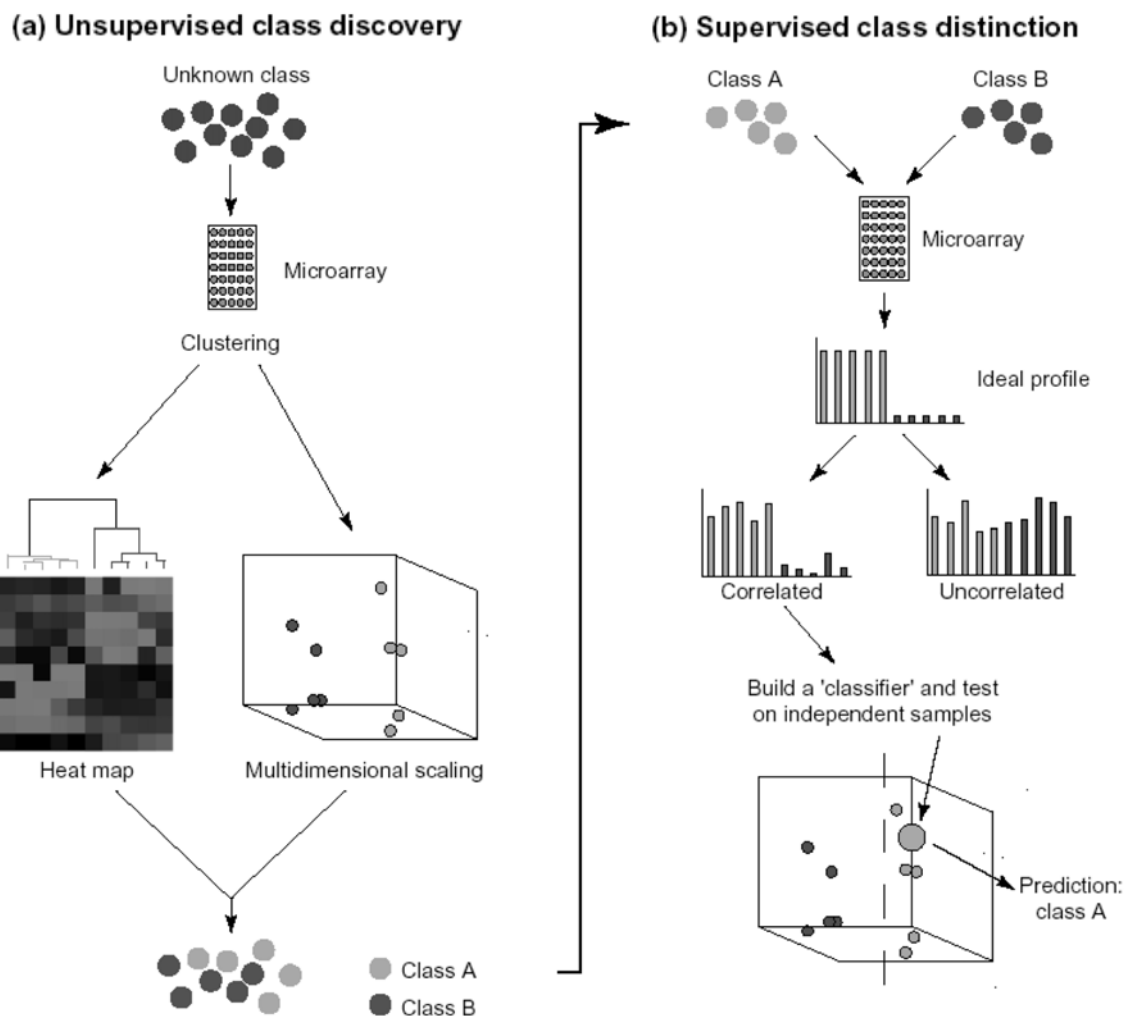 (a) Unsupervised class discovery
Unknown class
Microarray
Clustering
Heat map
Multidimensional scaling
Class A
Class B
(b) Supervised class distinction
Class A
Class B
Microarray
Ideal profile
Correlated
Uncorrelated
Build a 'classifier' and test
on independent samples
Prediction:
class A